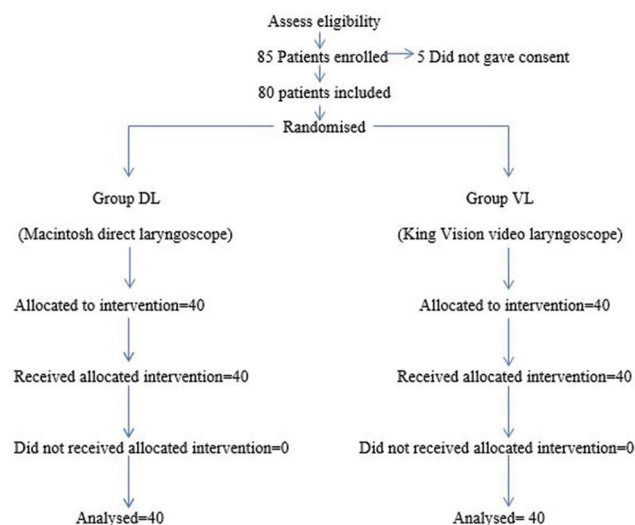 Assess eligibility
85 Patients enrolled
5 Did not gave consent
80 patients included
Randomised
Group DL
(Macintosh direct laryngoscope)
Allocated to intervention=40
Received allocated intervention=40
Did not received allocated intervention=0
Analysed=40
Group VL
(King Vision video laryngoscope)
Allocated to intervention=40
Received allocated intervention=40
Did not received allocated intervention=0
Analysed= 40